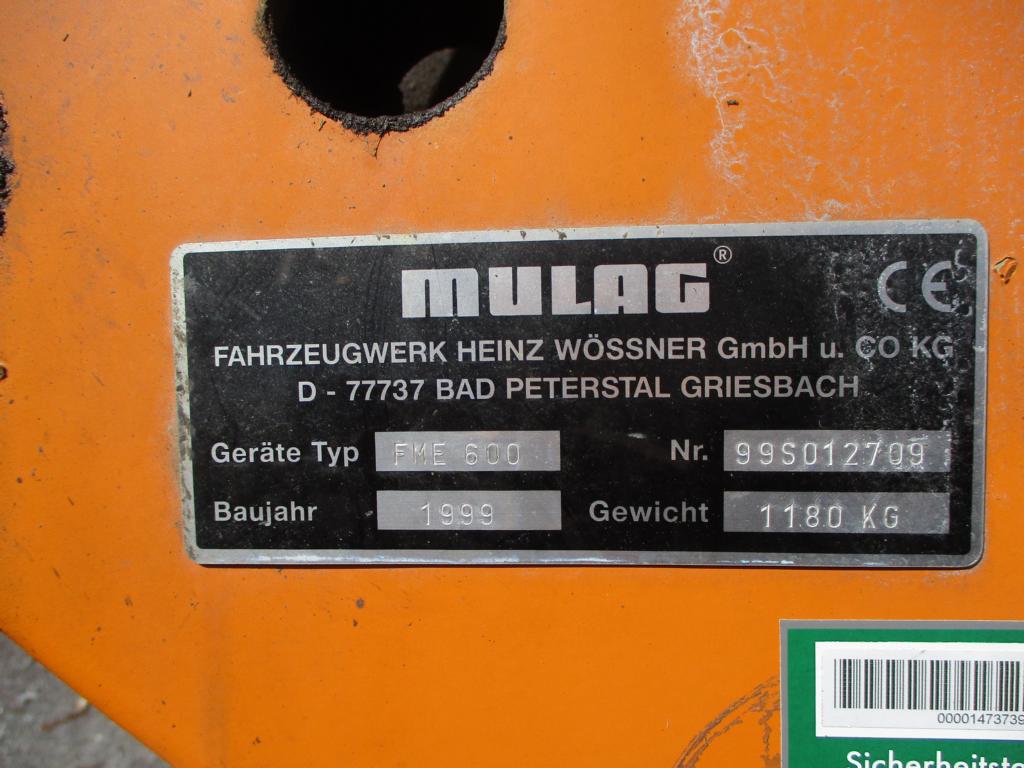 MULAG®
CE
FAHRZEUGWERK HEINZ WÖSSNER GmbH u. CO KG
D - 77737 BAD PETERSTAL GRIESBACH
Geräte Typ FME 600 Nr. 99S012709
Baujahr 1999 Gewicht 1180 KG
00001473739